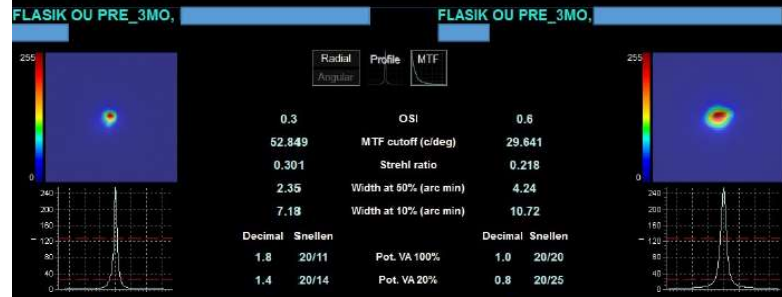 FLASIK OU PRE_3MO, FLASIK OU PRE_3MO,
255 Radial Profile MTF 255
Angular
0.3 OSI 0.6
52.849 MTF cutoff (c/deg) 29.641
0 0.301 Strehl ratio 0.218 0
240 2.35 Width at 50% (arc min) 4.24 240
200 7.18 Width at 10% (arc min) 10.72 200
160 160
I 120 Decimal Snellen Decimal Snellen I 120
80 1.8 20/11 Pot. VA 100% 1.0 20/20 80
40 1.4 20/14 Pot. VA 20% 0.8 20/25 40
0 0